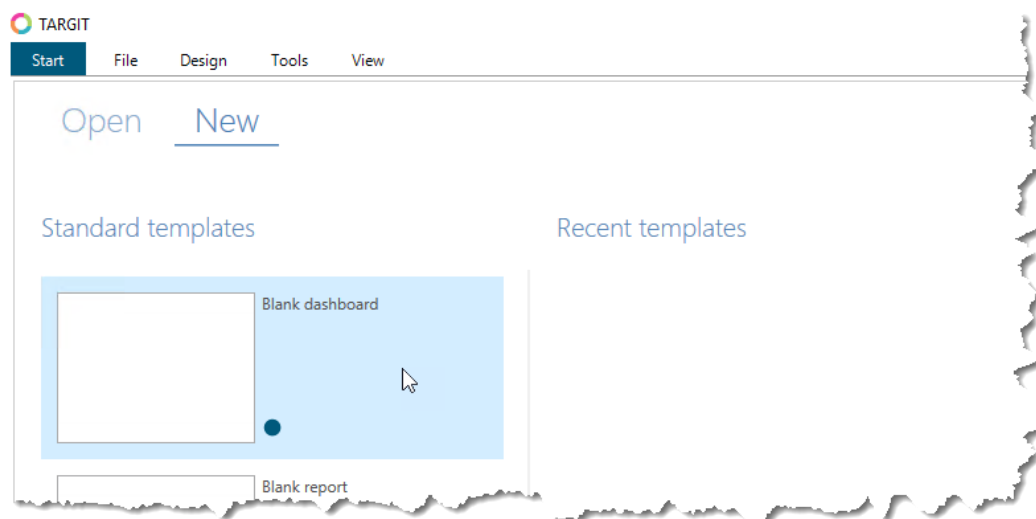 TARGIT
Start File Design Tools View
Open New
Standard templates Recent templates
Blank dashboard
Blank report